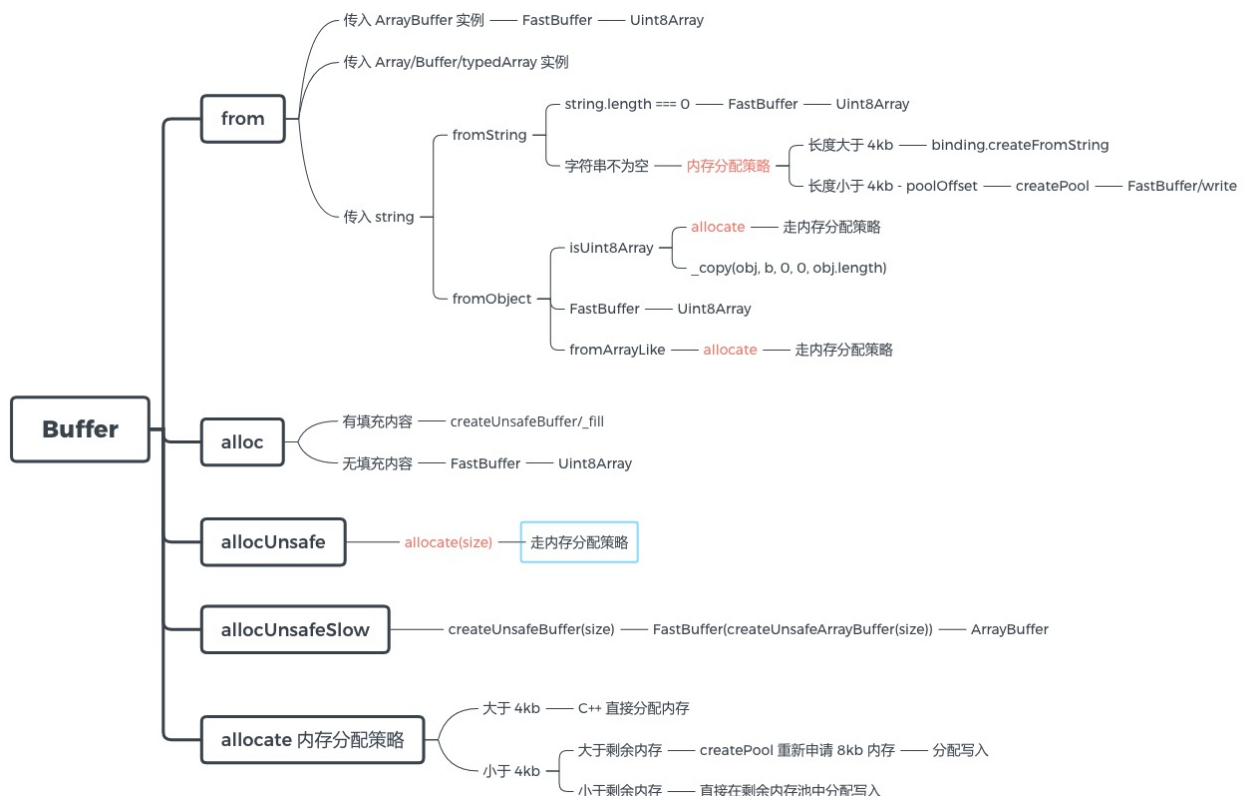 传入 ArrayBuffer 实例 FastBuffer Uint8Array
传入 Array/Buffer/typedArray 实例
from
string.length === 0 FastBuffer Uint8Array
fromString
字符串不为空 内存分配策略
长度大于 4kb binding.createFromString
长度小于 4kb - poolOffset createPool FastBuffer/write
传入 string
allocate 走内存分配策略
isUint8Array
_copy(obj, b, 0, 0, obj.length)
fromObject
FastBuffer Uint8Array
fromArrayLike allocate 走内存分配策略
Buffer
有填充内容 createUnsafeBuffer/_fill
alloc
无填充内容 FastBuffer Uint8Array
allocUnsafe allocate(size) 走内存分配策略
allocUnsafeSlow createUnsafeBuffer(size) FastBuffer(createUnsafeArrayBuffer(size)) ArrayBuffer
大于 4kb C++ 直接分配内存
allocate 内存分配策略
大于剩余内存 createPool 重新申请 8kb 内存 分配写入
小于 4kb
小于剩余内存 直接在剩余内存池中分配写入